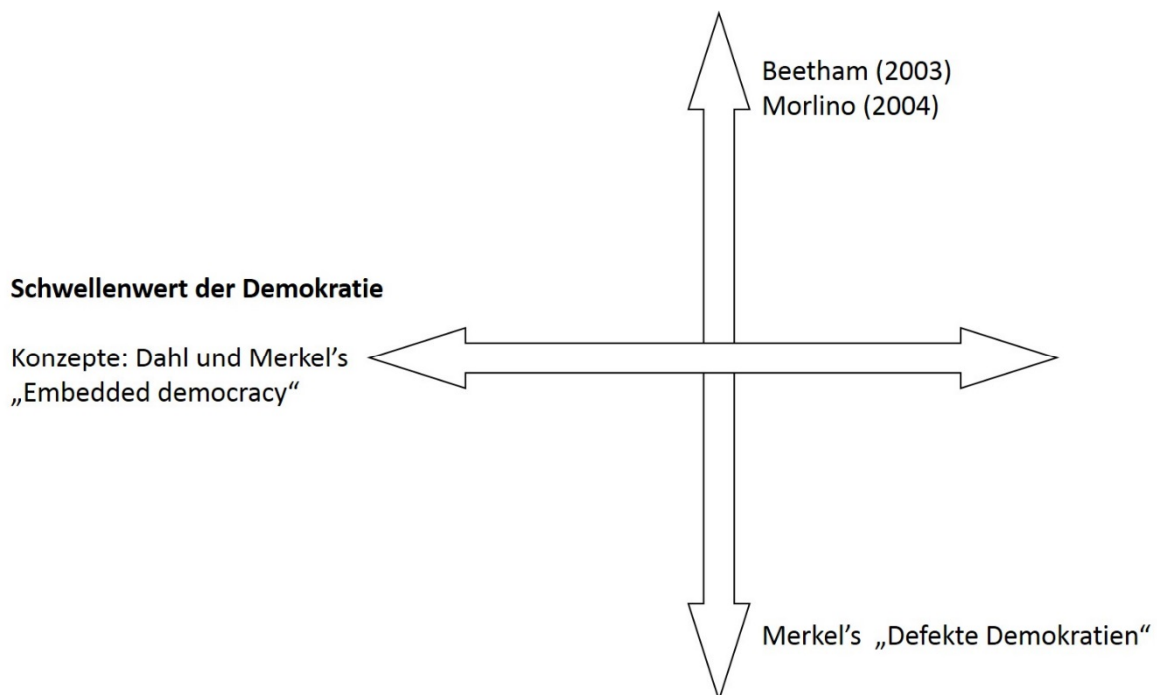 Beetham (2003)
Morlino (2004)
Schwellenwert der Demokratie
Konzepte: Dahl und Merkel’s
„Embedded democracy“
Merkel’s „Defekte Demokratien“